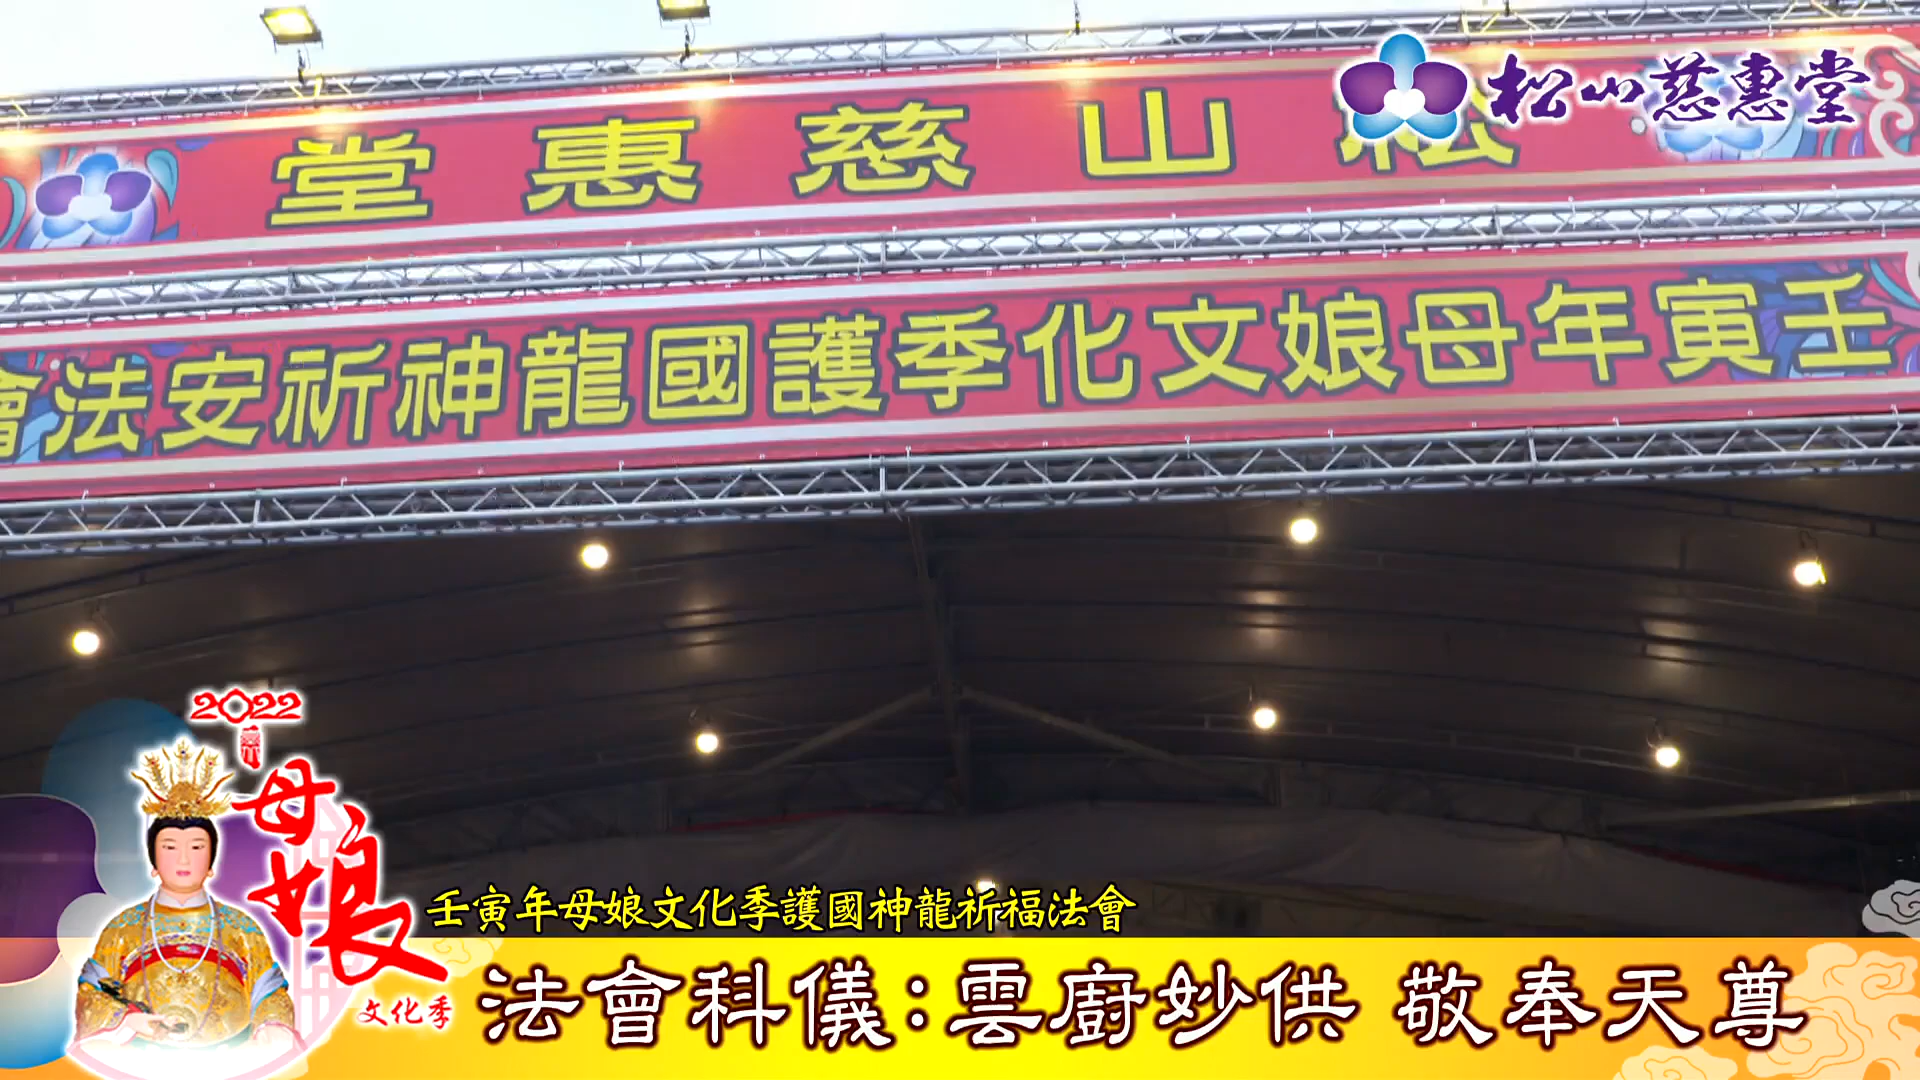 松山慈惠堂
松山慈惠堂
壬寅年母娘文化季護國龍神祈安法會
2022
母娘
文化季
壬寅年母娘文化季護國神龍祈福法會
法會科儀:雲廚妙供 敬奉天尊